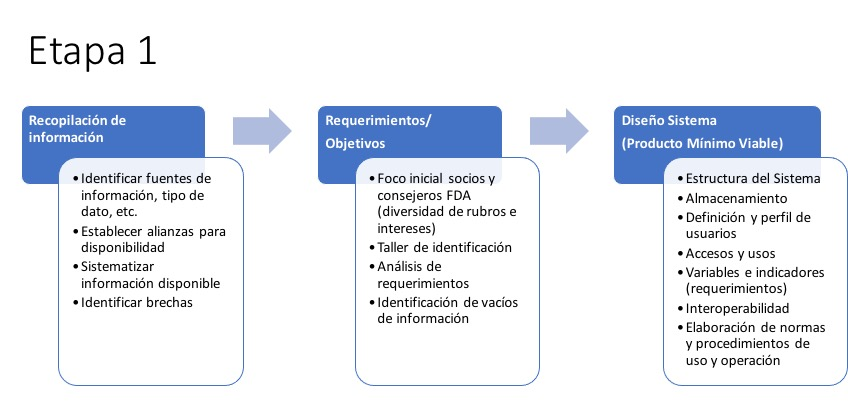 Etapa 1
Recopilación de
información
•Identificar fuentes de
información, tipo de
dato, etc.
•Establecer alianzas para
disponibilidad
•Sistematizar
información disponible
•Identificar brechas
Requerimientos/
Objetivos
•Foco inicial socios y
consejeros FDA
(diversidad de rubros e
intereses)
•Taller de identificación
•Análisis de
requerimientos
•Identificación de vacíos
de información
Diseño Sistema
(Producto Mínimo Viable)
•Estructura del Sistema
•Almacenamiento
•Definición y perfil de
usuarios
•Accesos y usos
•Variables e indicadores
(requerimientos)
•Interoperabilidad
•Elaboración de normas
y procedimientos de
uso y operación